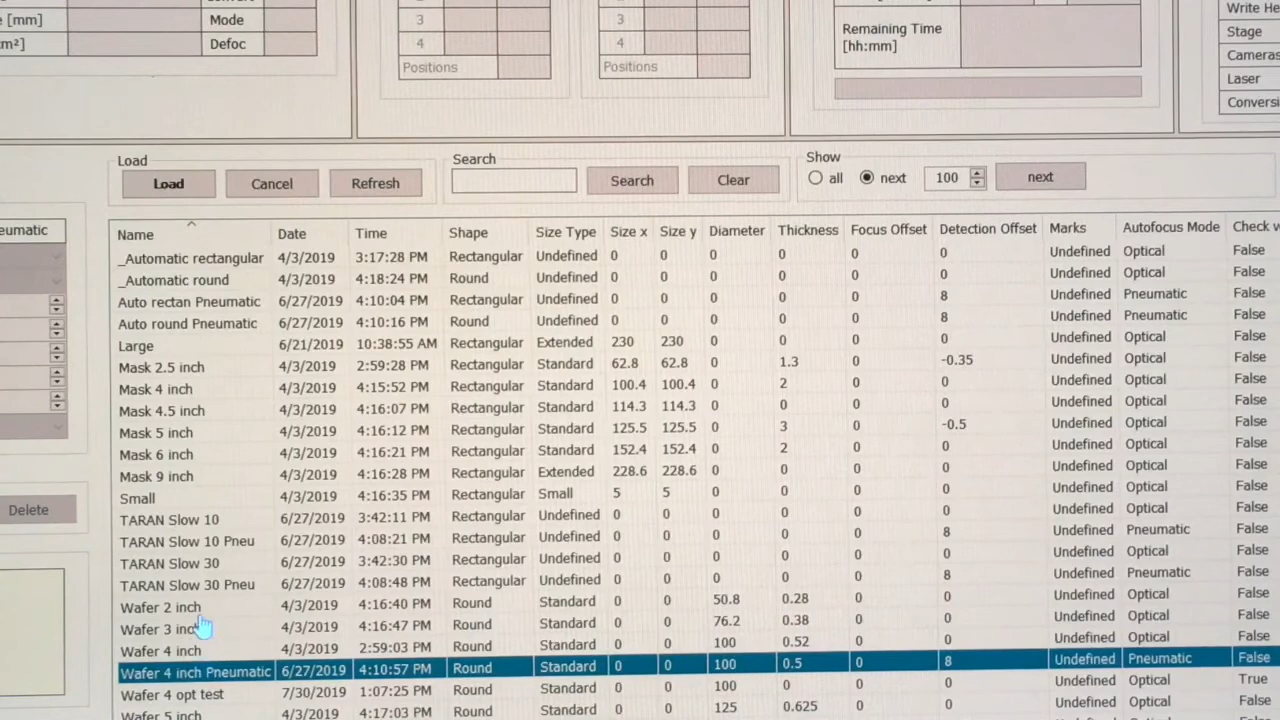 [mm]
Mode
Defoc
3
4
Positions
3
4
Positions
Remaining Time
[hh:mm]
Write He
Stage
Cameras
Laser
Conversi
Load
Load Cancel Refresh
Search
Search Clear
Show
all next 100 next
eumatic
Delete
Name Date Time Shape Size Type Size x Size y Diameter Thickness Focus Offset Detection Offset Marks Autofocus Mode Check w
_Automatic rectangular 4/3/2019 3:17:28 PM Rectangular Undefined 0 0 0 0 0 0 Undefined Optical False
_Automatic round 4/3/2019 4:18:24 PM Round Undefined 0 0 0 0 0 0 Undefined Optical False
Auto rectan Pneumatic 6/27/2019 4:10:04 PM Rectangular Undefined 0 0 0 0 0 8 Undefined Pneumatic False
Auto round Pneumatic 6/27/2019 4:10:16 PM Round Undefined 0 0 0 0 0 8 Undefined Pneumatic False
Large 6/21/2019 10:38:55 AM Rectangular Extended 230 230 0 0 0 0 Undefined Optical False
Mask 2.5 inch 4/3/2019 2:59:28 PM Rectangular Standard 62.8 62.8 0 1.3 0 -0.35 Undefined Optical False
Mask 4 inch 4/3/2019 4:15:52 PM Rectangular Standard 100.4 100.4 0 2 0 0 Undefined Optical False
Mask 4.5 inch 4/3/2019 4:16:07 PM Rectangular Standard 114.3 114.3 0 0 0 0 Undefined Optical False
Mask 5 inch 4/3/2019 4:16:12 PM Rectangular Standard 125.5 125.5 0 3 0 -0.5 Undefined Optical False
Mask 6 inch 4/3/2019 4:16:21 PM Rectangular Standard 152.4 152.4 0 2 0 0 Undefined Optical False
Mask 9 inch 4/3/2019 4:16:28 PM Rectangular Extended 228.6 228.6 0 0 0 0 Undefined Optical False
Small 4/3/2019 4:16:35 PM Rectangular Small 5 5 0 0 0 0 Undefined Optical False
TARAN Slow 10 6/27/2019 3:42:11 PM Rectangular Undefined 0 0 0 0 0 0 Undefined Optical False
TARAN Slow 10 Pneu 6/27/2019 4:08:21 PM Rectangular Undefined 0 0 0 0 0 8 Undefined Pneumatic False
TARAN Slow 30 6/27/2019 3:42:30 PM Rectangular Undefined 0 0 0 0 0 0 Undefined Optical False
TARAN Slow 30 Pneu 6/27/2019 4:08:48 PM Rectangular Undefined 0 0 0 0 0 8 Undefined Pneumatic False
Wafer 2 inch 4/3/2019 4:16:40 PM Round Standard 0 0 50.8 0.28 0 0 Undefined Optical False
Wafer 3 inch 4/3/2019 4:16:47 PM Round Standard 0 0 76.2 0.38 0 0 Undefined Optical False
Wafer 4 inch 4/3/2019 2:59:03 PM Round Standard 0 0 100 0.52 0 0 Undefined Optical False
Wafer 4 inch Pneumatic 6/27/2019 4:10:57 PM Round Standard 0 0 100 0.5 0 8 Undefined Pneumatic False
Wafer 4 opt test 7/30/2019 1:07:25 PM Round Standard 0 0 100 0 0 0 Undefined Optical True
Wafer 5 inch 4/3/2019 4:17:03 PM Round Standard 0 0 125 0.625 0 0 Undefined Optical False